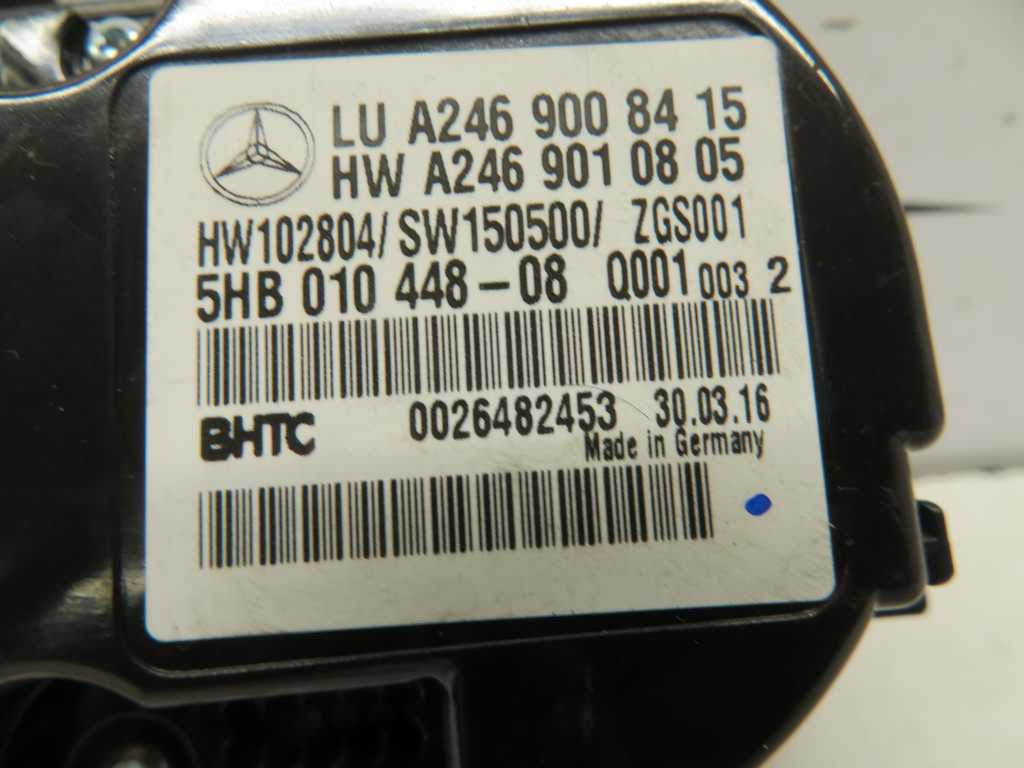 LU A246 900 84 15
HW A246 901 08 05
HW102804/ SW150500/ ZGS001
5HB 010 448-08 Q001 003 2
BHTC 0026482453 30.03.16
Made in Germany